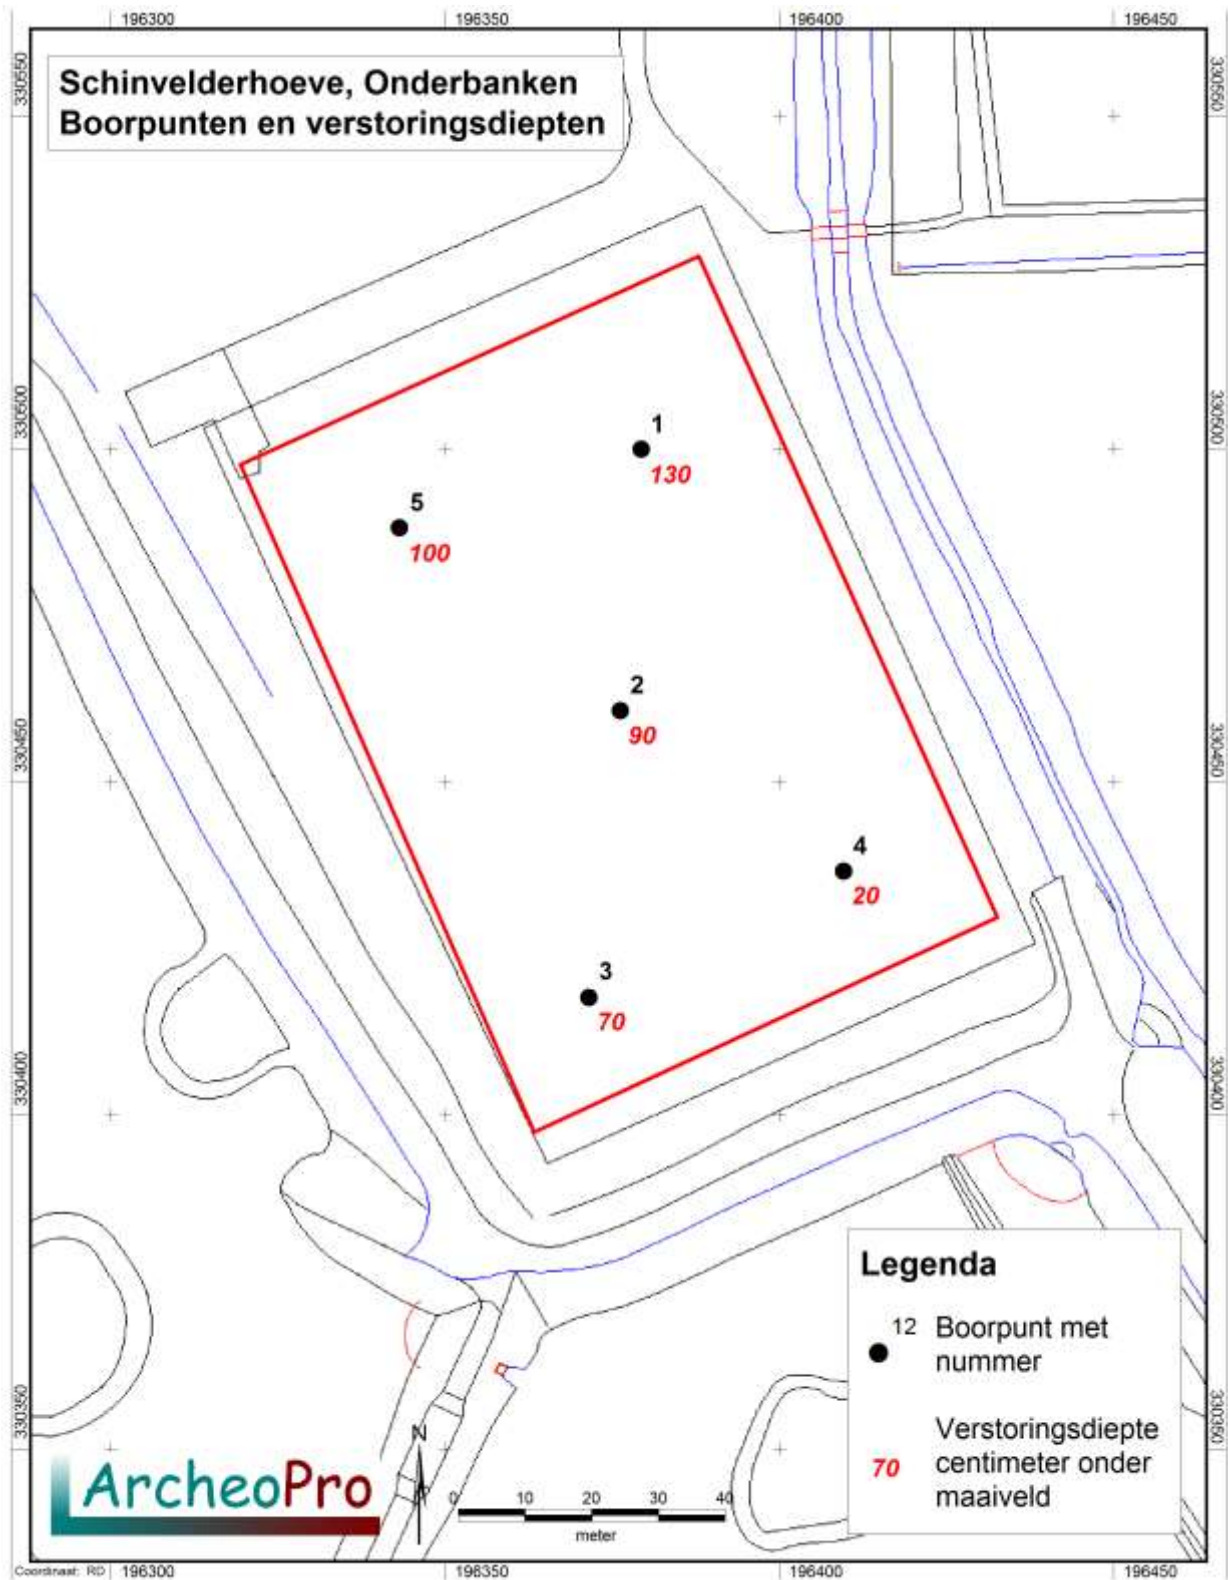 196300
196350
196400
196450
Schinvelderhoeve, Onderbanken
Boorpunten en verstoringsdiepten
330550
330550
330500
330500
1
130
5
100
2
90
330450
330450
4
20
3
70
330400
330400
Legenda
12 Boorpunt met
nummer
Verstoringsdiepte
70 centimeter onder
maaiveld
330350
330350
N
ArcheoPro
0 10 20 30 40
meter
Coordinaat: RD
196300
196350
196400
196450